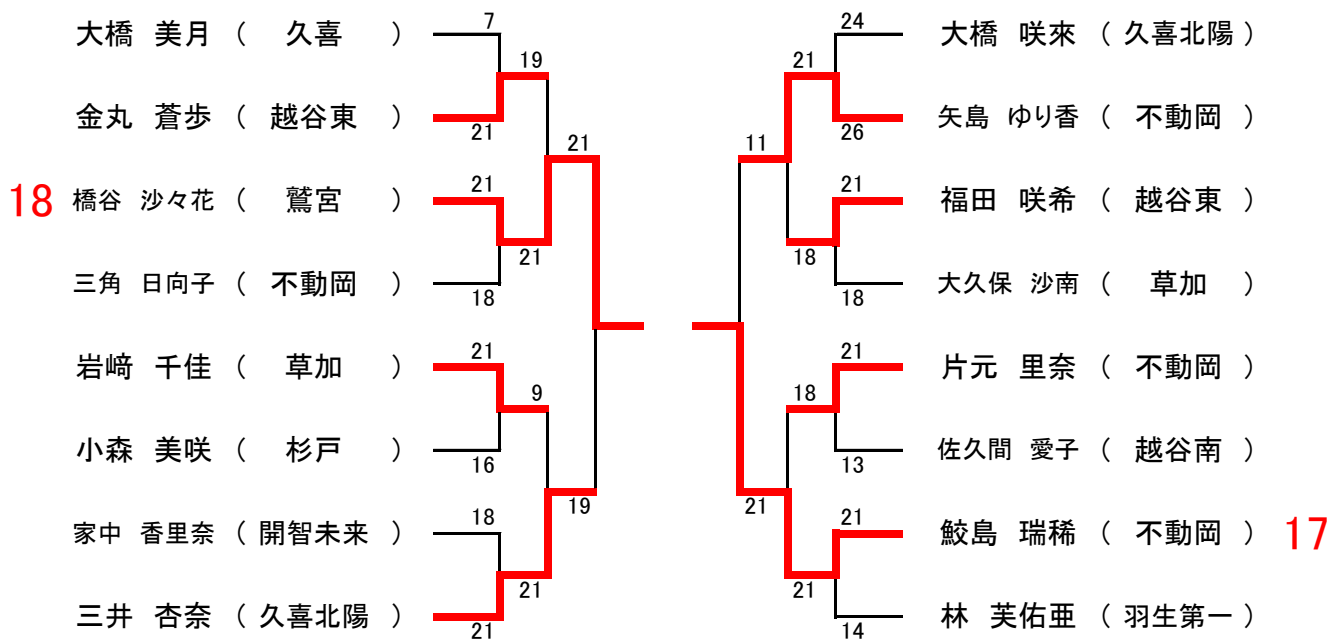 大橋 美月 ( 久喜 ) 7 24 大橋 咲來 ( 久喜北陽 )
19 21
金丸 蒼歩 ( 越谷東 ) 21 26 矢島 ゆり香 ( 不動岡 )
21 11
18 橋谷 沙々花 ( 鷲宮 ) 21 21 福田 咲希 ( 越谷東 )
21 18
三角 日向子 ( 不動岡 ) 18 18 大久保 沙南 ( 草加 )
岩﨑 千佳 ( 草加 ) 21 21 片元 里奈 ( 不動岡 )
9 18
小森 美咲 ( 杉戸 ) 16 13 佐久間 愛子 ( 越谷南 )
19 21
家中 香里奈 ( 開智未来 ) 18 21 鮫島 瑞稀 ( 不動岡 ) 17
21 21
三井 杏奈 ( 久喜北陽 ) 21 14 林 芙佑亜 ( 羽生第一 )